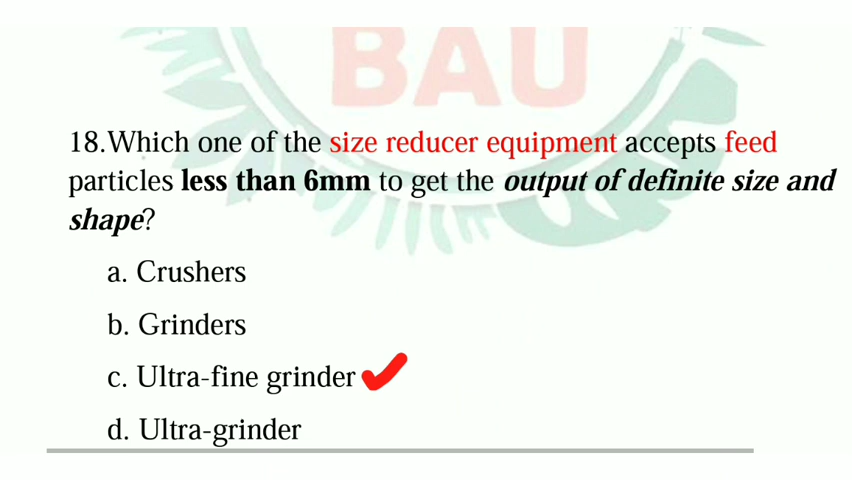 BAU
18.Which one of the size reducer equipment accepts feed
particles less than 6mm to get the output of definite size and
shape?
a. Crushers
b. Grinders
c. Ultra-fine grinder
d. Ultra-grinder